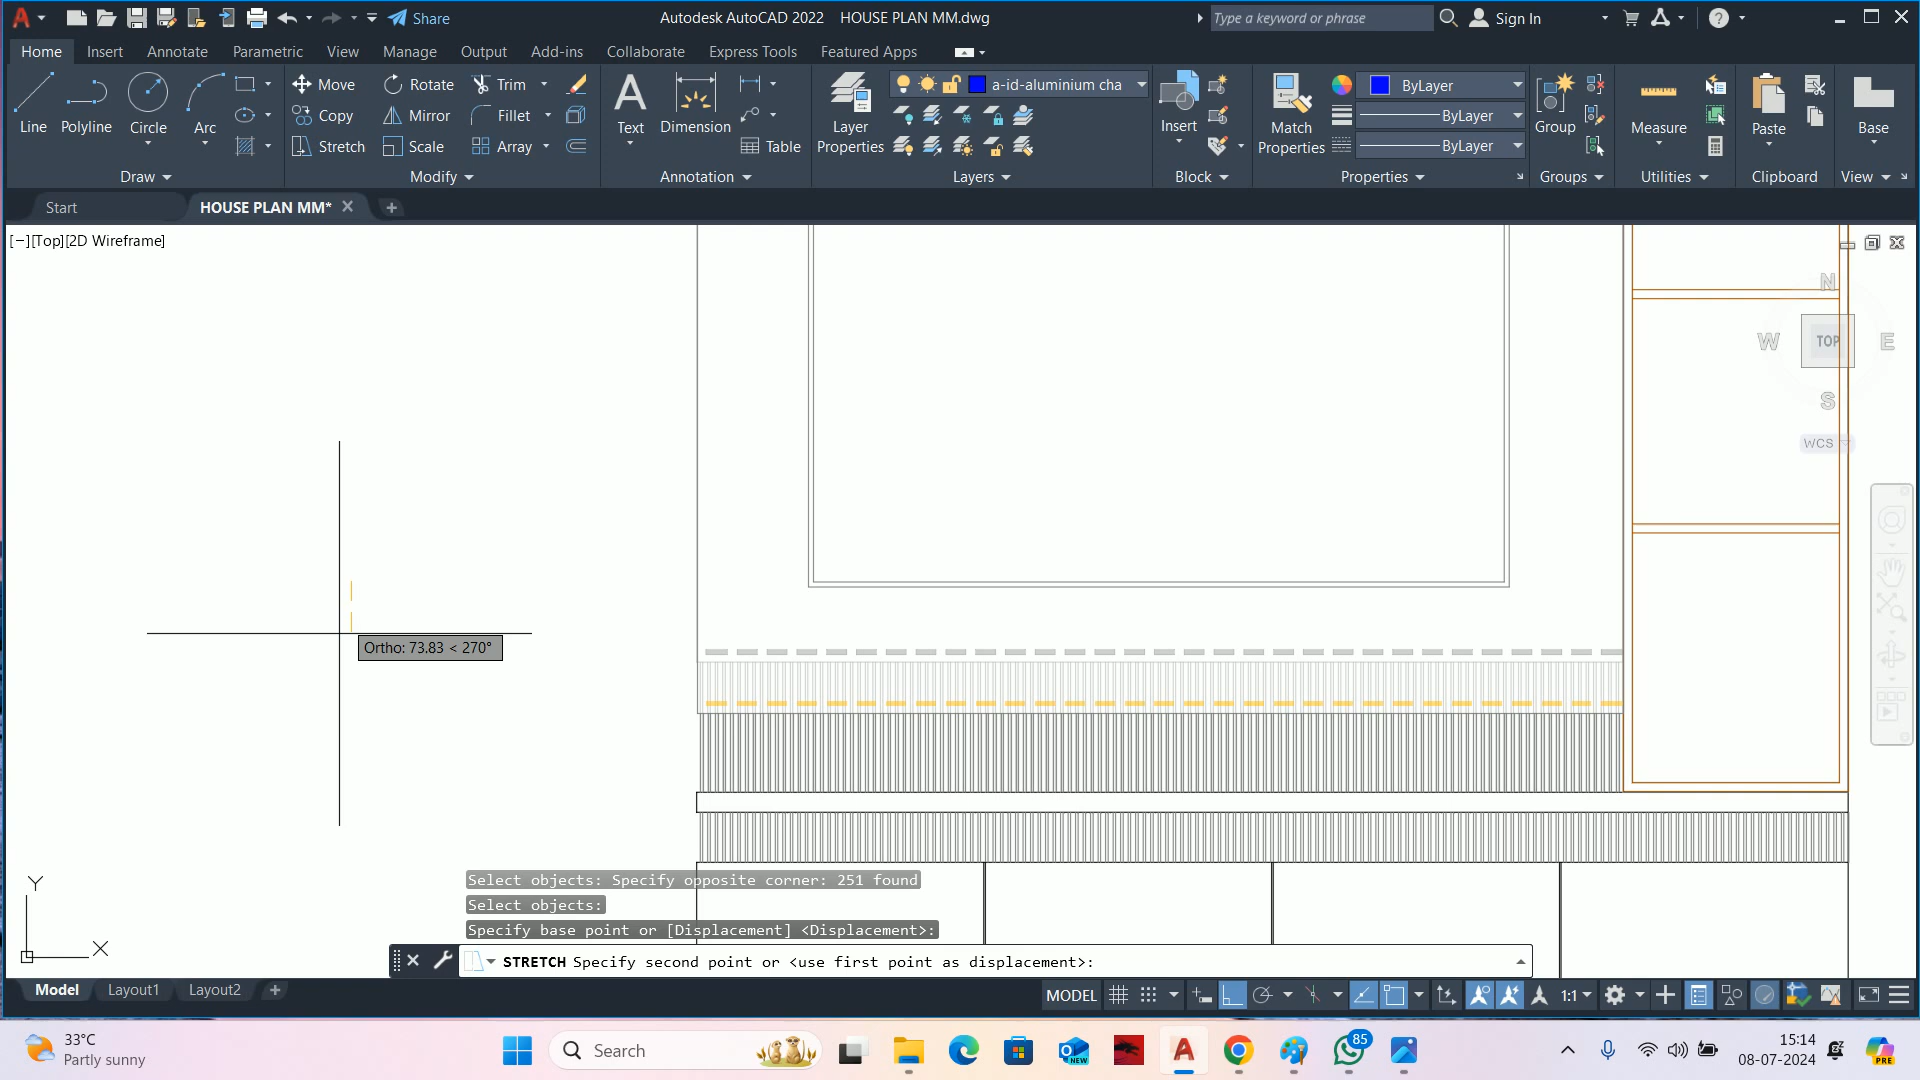 Share
Autodesk AutoCAD 2022 HOUSE PLAN MM.dwg
Type a keyword or phrase
Sign In
Home Insert Annotate Parametric View Manage Output Add-ins Collaborate Express Tools Featured Apps
Line
Polyline
Circle
Arc
Draw
Move
Rotate
Trim
Copy
Mirror
Fillet
Stretch
Scale
Array
Modify
Text
Dimension
Table
Annotation
Layer Properties
a-id-aluminium cha
Layers
Insert
Block
Match Properties
ByLayer
ByLayer
ByLayer
Properties
Group
Groups
Measure
Utilities
Paste
Clipboard
Base
View
Start
HOUSE PLAN MM*
[−][Top][2D Wireframe]
N
W
TOP
E
S
WCS
Ortho: 73.83 < 270°
Y
X
Select objects: Specify opposite corner: 251 found
Select objects:
Specify base point or [Displacement] <Displacement>:
STRETCH Specify second point or <use first point as displacement>:
Model Layout1 Layout2
MODEL
1:1
33°C
Partly sunny
Search
NEW
85
15:14
08-07-2024
PRE